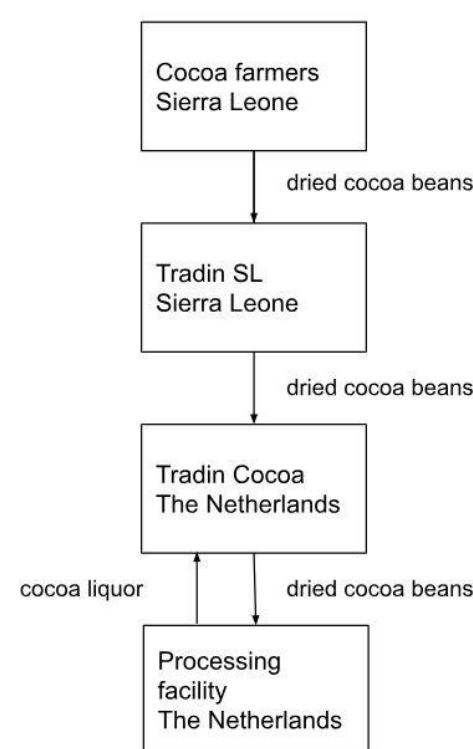 Cocoa farmers
Sierra Leone
dried cocoa beans
Tradin SL
Sierra Leone
dried cocoa beans
Tradin Cocoa
The Netherlands
cocoa liquor
dried cocoa beans
Processing
facility
The Netherlands